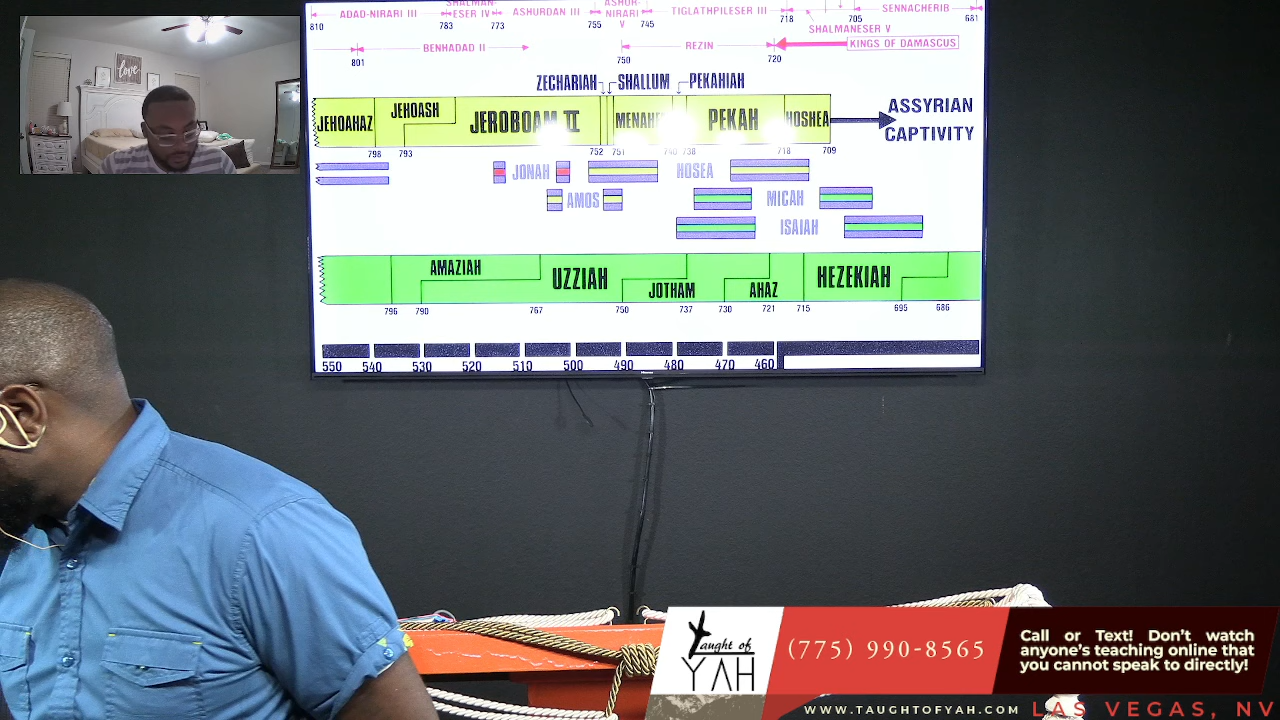 love
SHALMAN-
ASHUR-
ADAD-NIRARI III
ESER IV
ASHURDAN III
NIRARI
V
TIGLATHPILESER III
SENNACHERIB
810
783
773
755
745
718
705
681
SHALMANESER V
BENHADAD II
REZIN
KINGS OF DAMASCUS
801
750
720
ZECHARIAH
SHALLUM
PEKAHIAH
JEHOAHAZ
JEHOASH
JEROBOAM II
PEKAH
HOSHEA
ASSYRIAN
CAPTIVITY
798
793
752
751
740
738
718
709
JONAH
HOSEA
AMOS
MICAH
ISAIAH
AMAZIAH
UZZIAH
JOTHAM
AHAZ
HEZEKIAH
796
790
767
750
737
730
721
715
695
686
550
540
530
520
510
500
490
480
470
460
taught of
YAH
(775) 990-8565
Call or Text! Don't watch
anyone's teaching online that
you cannot speak to directly!
WWW.TAUGHTOFYAH.COM
LAS VEGAS, NV